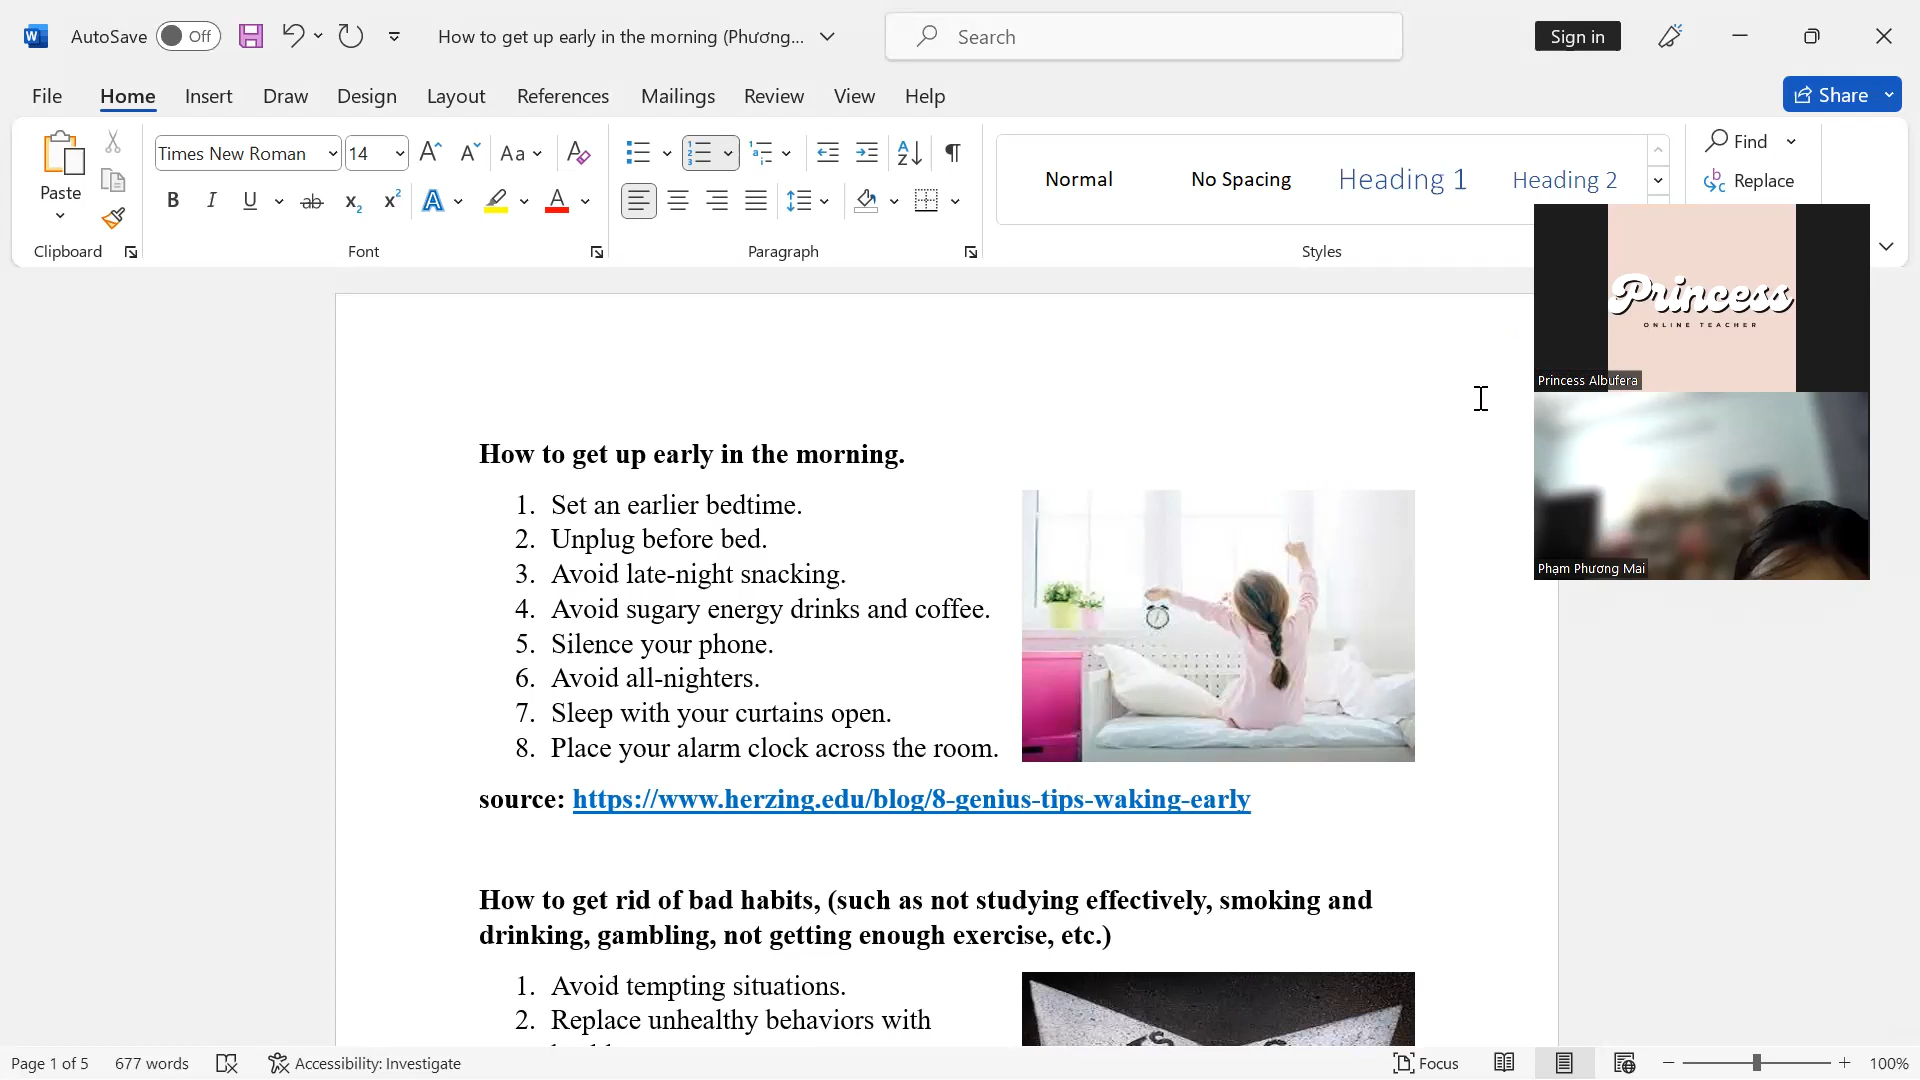 AutoSave Off How to get up early in the morning (Phương... Search Sign in
File Home Insert Draw Design Layout References Mailings Review View Help Share
Paste Times New Roman 14 Normal No Spacing Heading 1 Heading 2 Find
Replace
Clipboard Font Paragraph Styles
Princess
ONLINE TEACHER
Princess Albufera
Phạm Phương Mai
How to get up early in the morning.
1. Set an earlier bedtime.
2. Unplug before bed.
3. Avoid late-night snacking.
4. Avoid sugary energy drinks and coffee.
5. Silence your phone.
6. Avoid all-nighters.
7. Sleep with your curtains open.
8. Place your alarm clock across the room.
source: https://www.herzing.edu/blog/8-genius-tips-waking-early
How to get rid of bad habits, (such as not studying effectively, smoking and
drinking, gambling, not getting enough exercise, etc.)
1. Avoid tempting situations.
2. Replace unhealthy behaviors with
Page 1 of 5 677 words Accessibility: Investigate Focus 100%